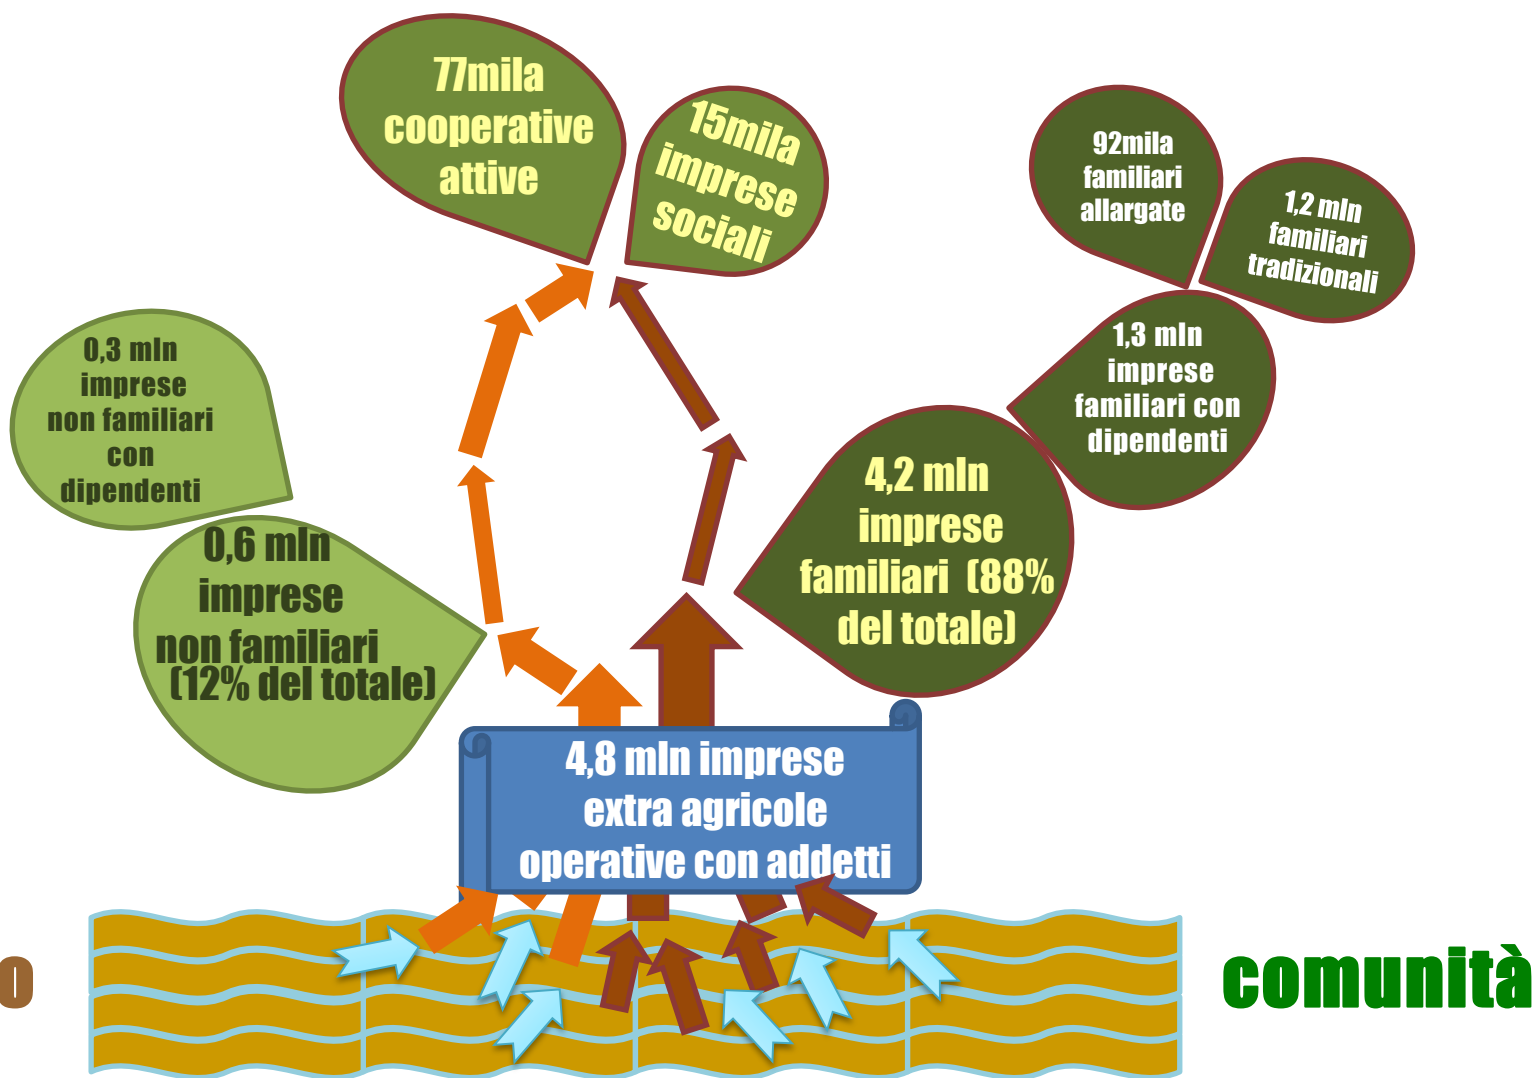 77mila
cooperative
attive
15mila
imprese
sociali
92mila
familiari
allargate
1,2 mln
familiari
tradizionali
0,3 mln
imprese
non familiari
con
dipendenti
1,3 mln
imprese
familiari con
dipendenti
0,6 mln
imprese
non familiari
(12% del totale)
4,2 mln
imprese
familiari (88%
del totale)
4,8 mln imprese
extra agricole
operative con addetti
comunità